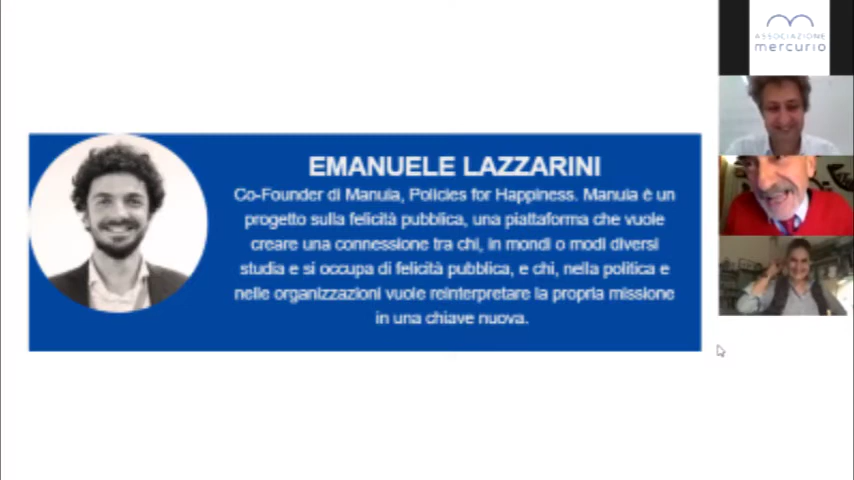 ASSOCIAZIONE
mercurio
EMANUELE LAZZARINI
Co-Founder di Manula, Policies for Happiness. Manula è un
progetto sulla felicità pubblica, una piattaforma che vuole
creare una connessione tra chi, in mondi o modi diversi
studia e si occupa di felicità pubblica, e chi, nella politica e
nelle organizzazioni vuole reinterpretare la propria missione
in una chiave nuova.